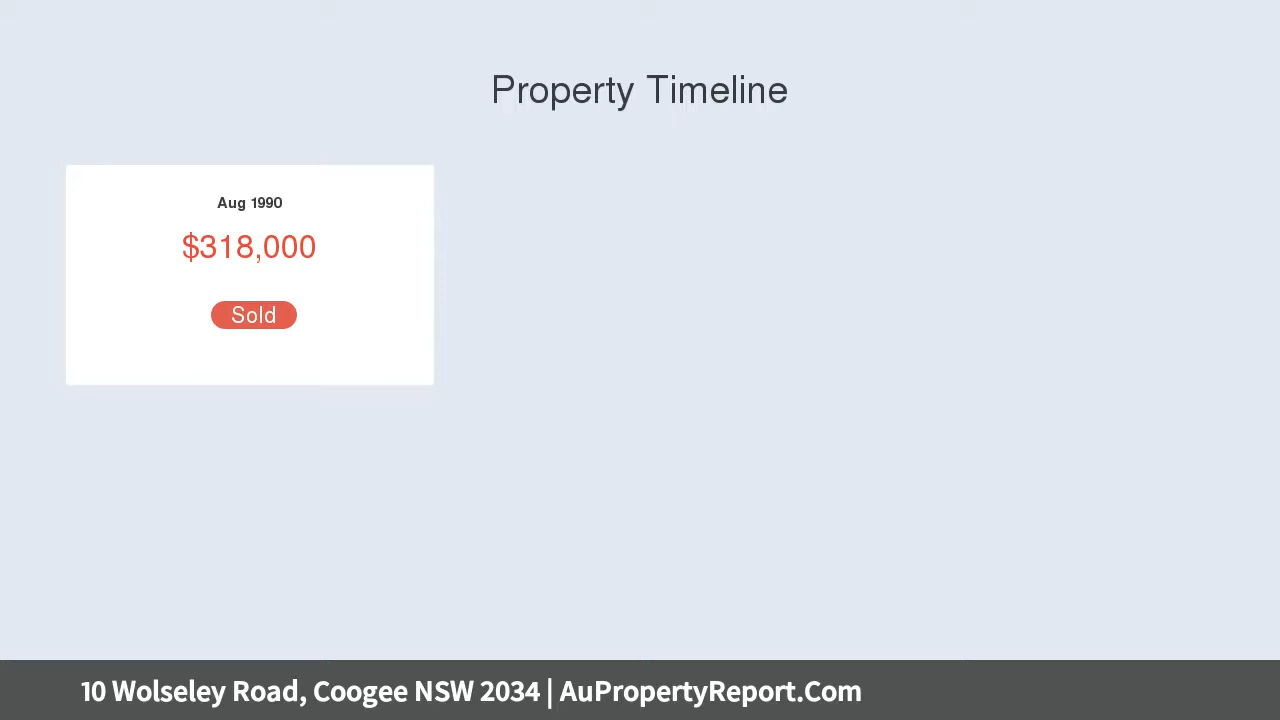 Property Timeline
Aug 1990
$318,000
Sold
10 Wolseley Road, Coogee NSW 2034 | AuPropertyReport.Com